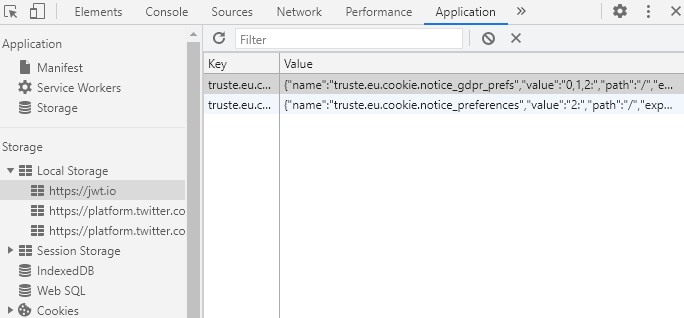 Elements Console Sources Network Performance Application »
Application
Manifest
Service Workers
Storage
Storage
Local Storage
https://jwt.io
https://platform.twitter.co
https://platform.twitter.co
Session Storage
IndexedDB
Web SQL
Cookies
Filter
Key Value
truste.eu.c... {"name":"truste.eu.cookie.notice_gdpr_prefs","value":"0,1,2:","path":"/","e...
truste.eu.c... {"name":"truste.eu.cookie.notice_preferences","value":"2:","path":"/","exp...